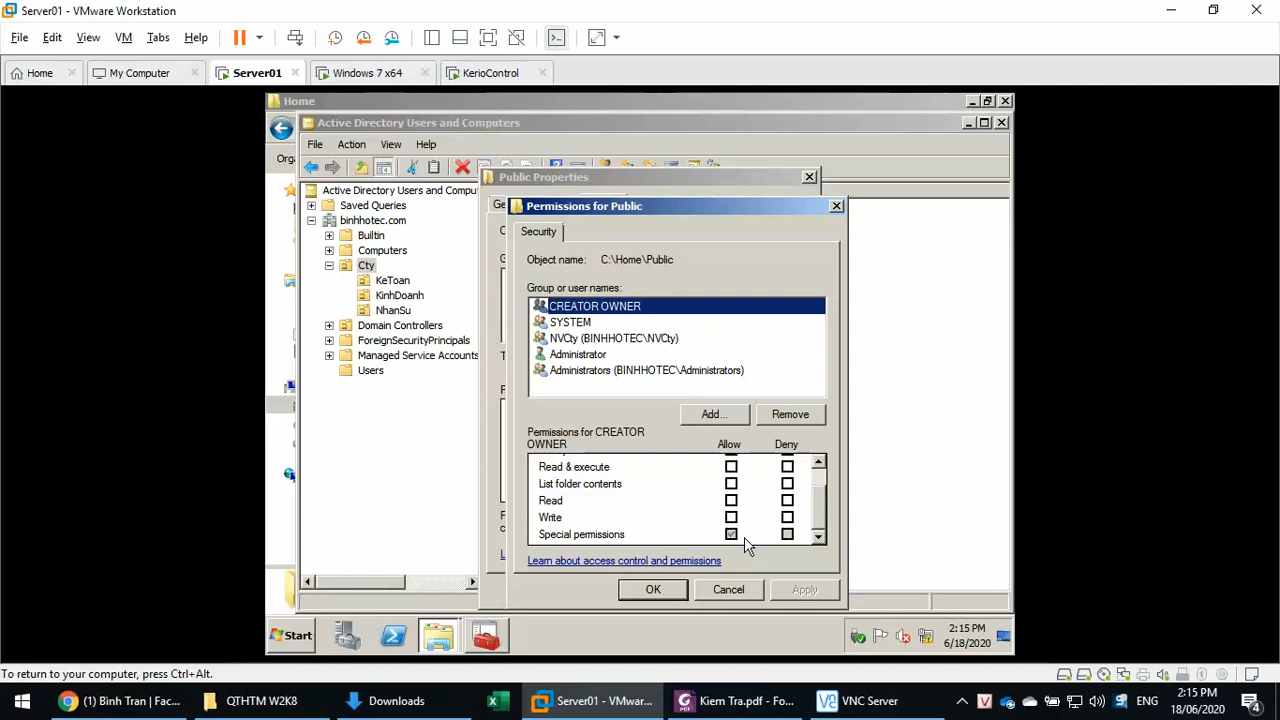 Server01 - VMware Workstation
File Edit View VM Tabs Help
Home My Computer Server01 Windows 7 x64 KerioControl
Home
Active Directory Users and Computers
File Action View Help
Public Properties
Active Directory Users and Compu
Saved Queries
binhhotec.com
Builtin
Computers
Cty
KeToan
KinhDoanh
NhanSu
Domain Controllers
ForeignSecurityPrincipals
Managed Service Accounts
Users
Permissions for Public
Security
Object name: C:\Home\Public
Group or user names:
CREATOR OWNER
SYSTEM
NVCty (BINHHOTEC\NVCty)
Administrator
Administrators (BINHHOTEC\Administrators)
Add... Remove
Permissions for CREATOR
OWNER Allow Deny
Read & execute
List folder contents
Read
Write
Special permissions
Learn about access control and permissions
OK Cancel Apply
Start 2:15 PM
6/18/2020
To return to your computer, press Ctrl+Alt.
(1) Bình Tran | Fac... QTHTM W2K8 Downloads Server01 - VMware... Kiem Tra.pdf - Fo... VNC Server ENG 2:15 PM
18/06/2020 4